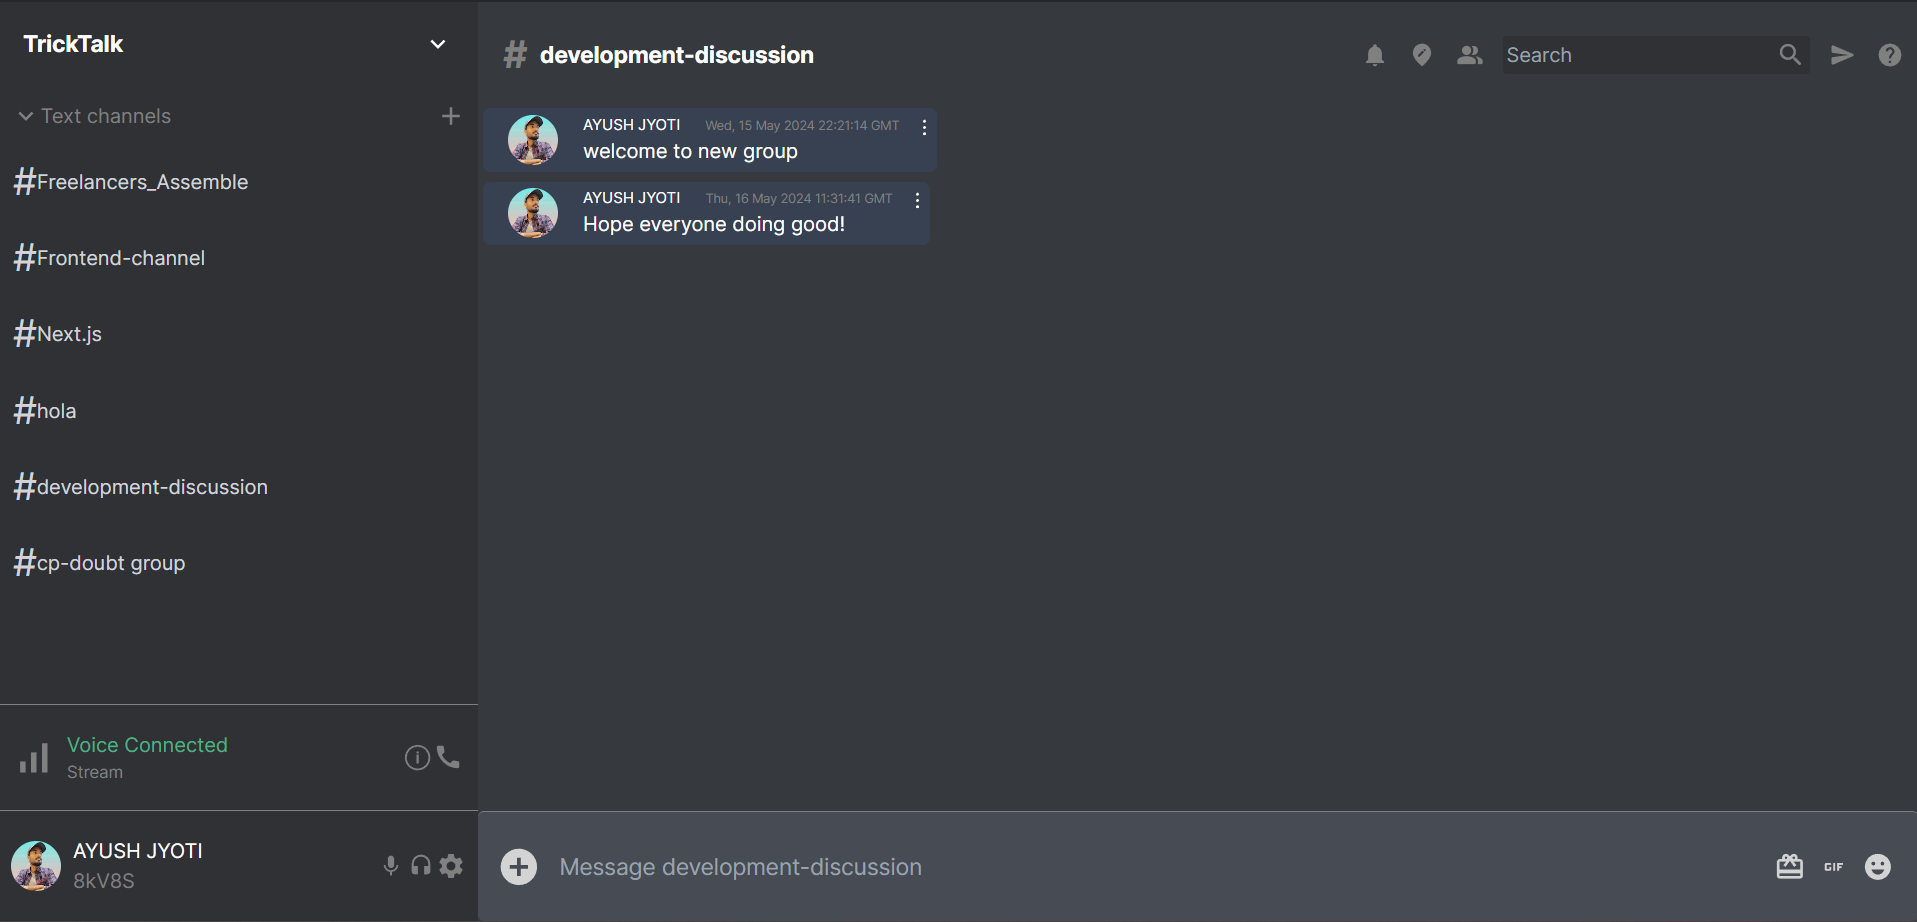 TrickTalk
Text channels
#Freelancers_Assemble
#Frontend-channel
#Next.js
#hola
#development-discussion
#cp-doubt group
Voice Connected
Stream
AYUSH JYOTI
8kV8S
# development-discussion
Search
AYUSH JYOTI Wed, 15 May 2024 22:21:14 GMT
welcome to new group
AYUSH JYOTI Thu, 16 May 2024 11:31:41 GMT
Hope everyone doing good!
Message development-discussion
GIF